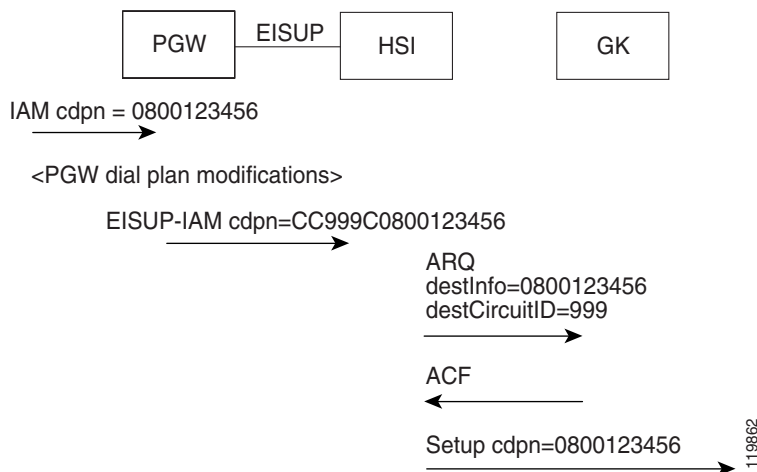 PGW
EISUP
HSI
GK
IAM cdpn = 0800123456
<PGW dial plan modifications>
EISUP-IAM cdpn=CC999C0800123456
ARQ
destInfo=0800123456
destCircuitID=999
ACF
Setup cdpn=0800123456
119862